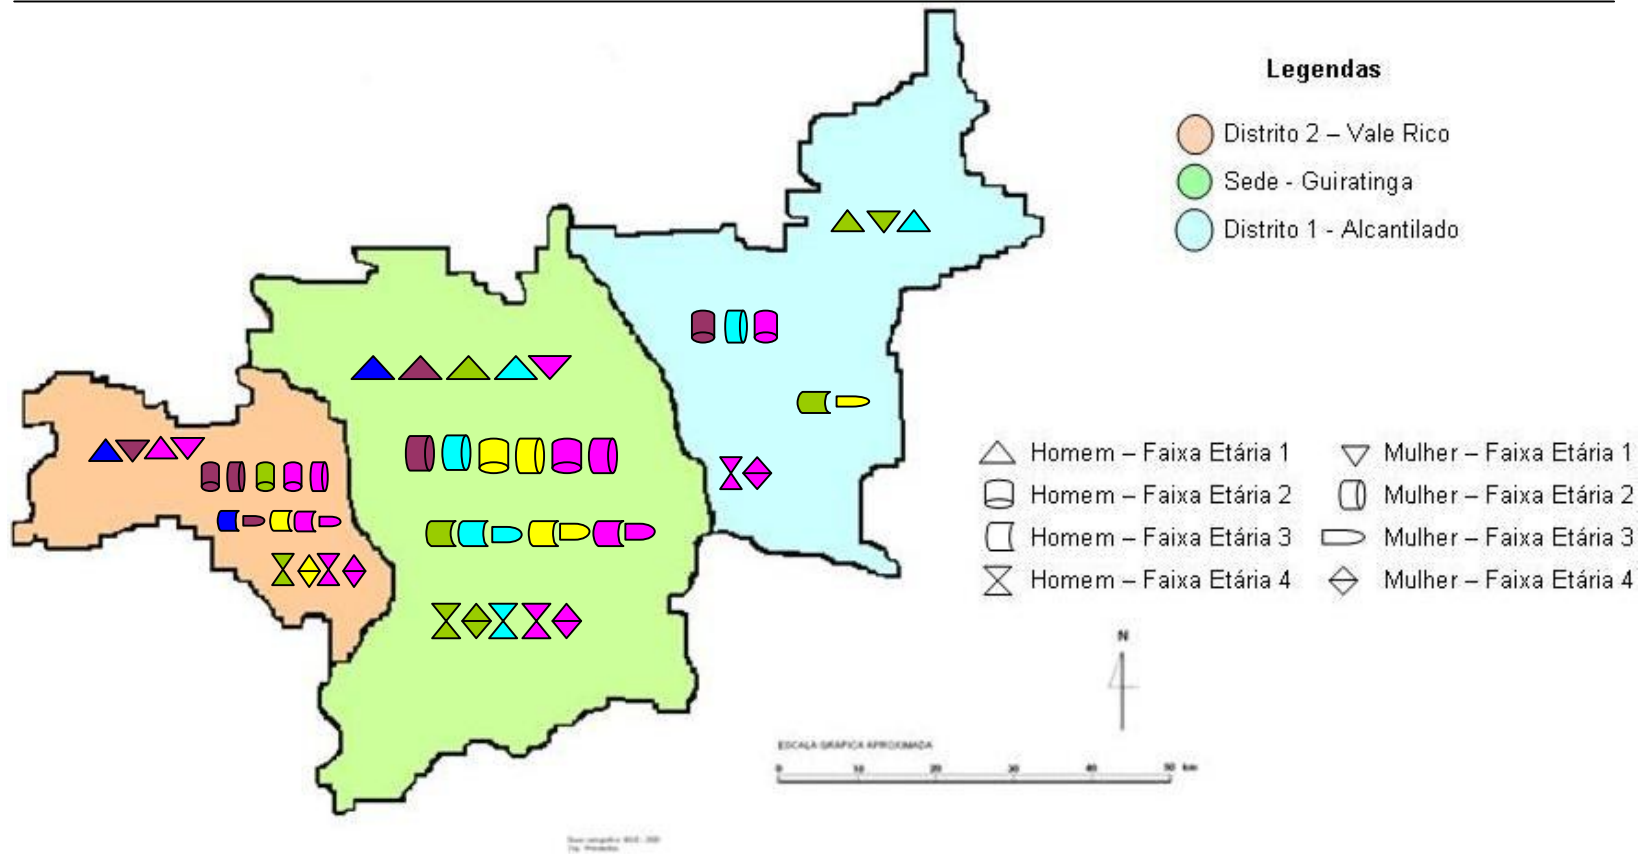 Legendas
Distrito 2 – Vale Rico
Sede - Guiratinga
Distrito 1 - Alcantilado
Homem – Faixa Etária 1
Mulher – Faixa Etária 1
Homem – Faixa Etária 2
Mulher – Faixa Etária 2
Homem – Faixa Etária 3
Mulher – Faixa Etária 3
Homem – Faixa Etária 4
Mulher – Faixa Etária 4
N
ESCALA GRÁFICA APROXIMADA
0 10 20 30 40 50 km